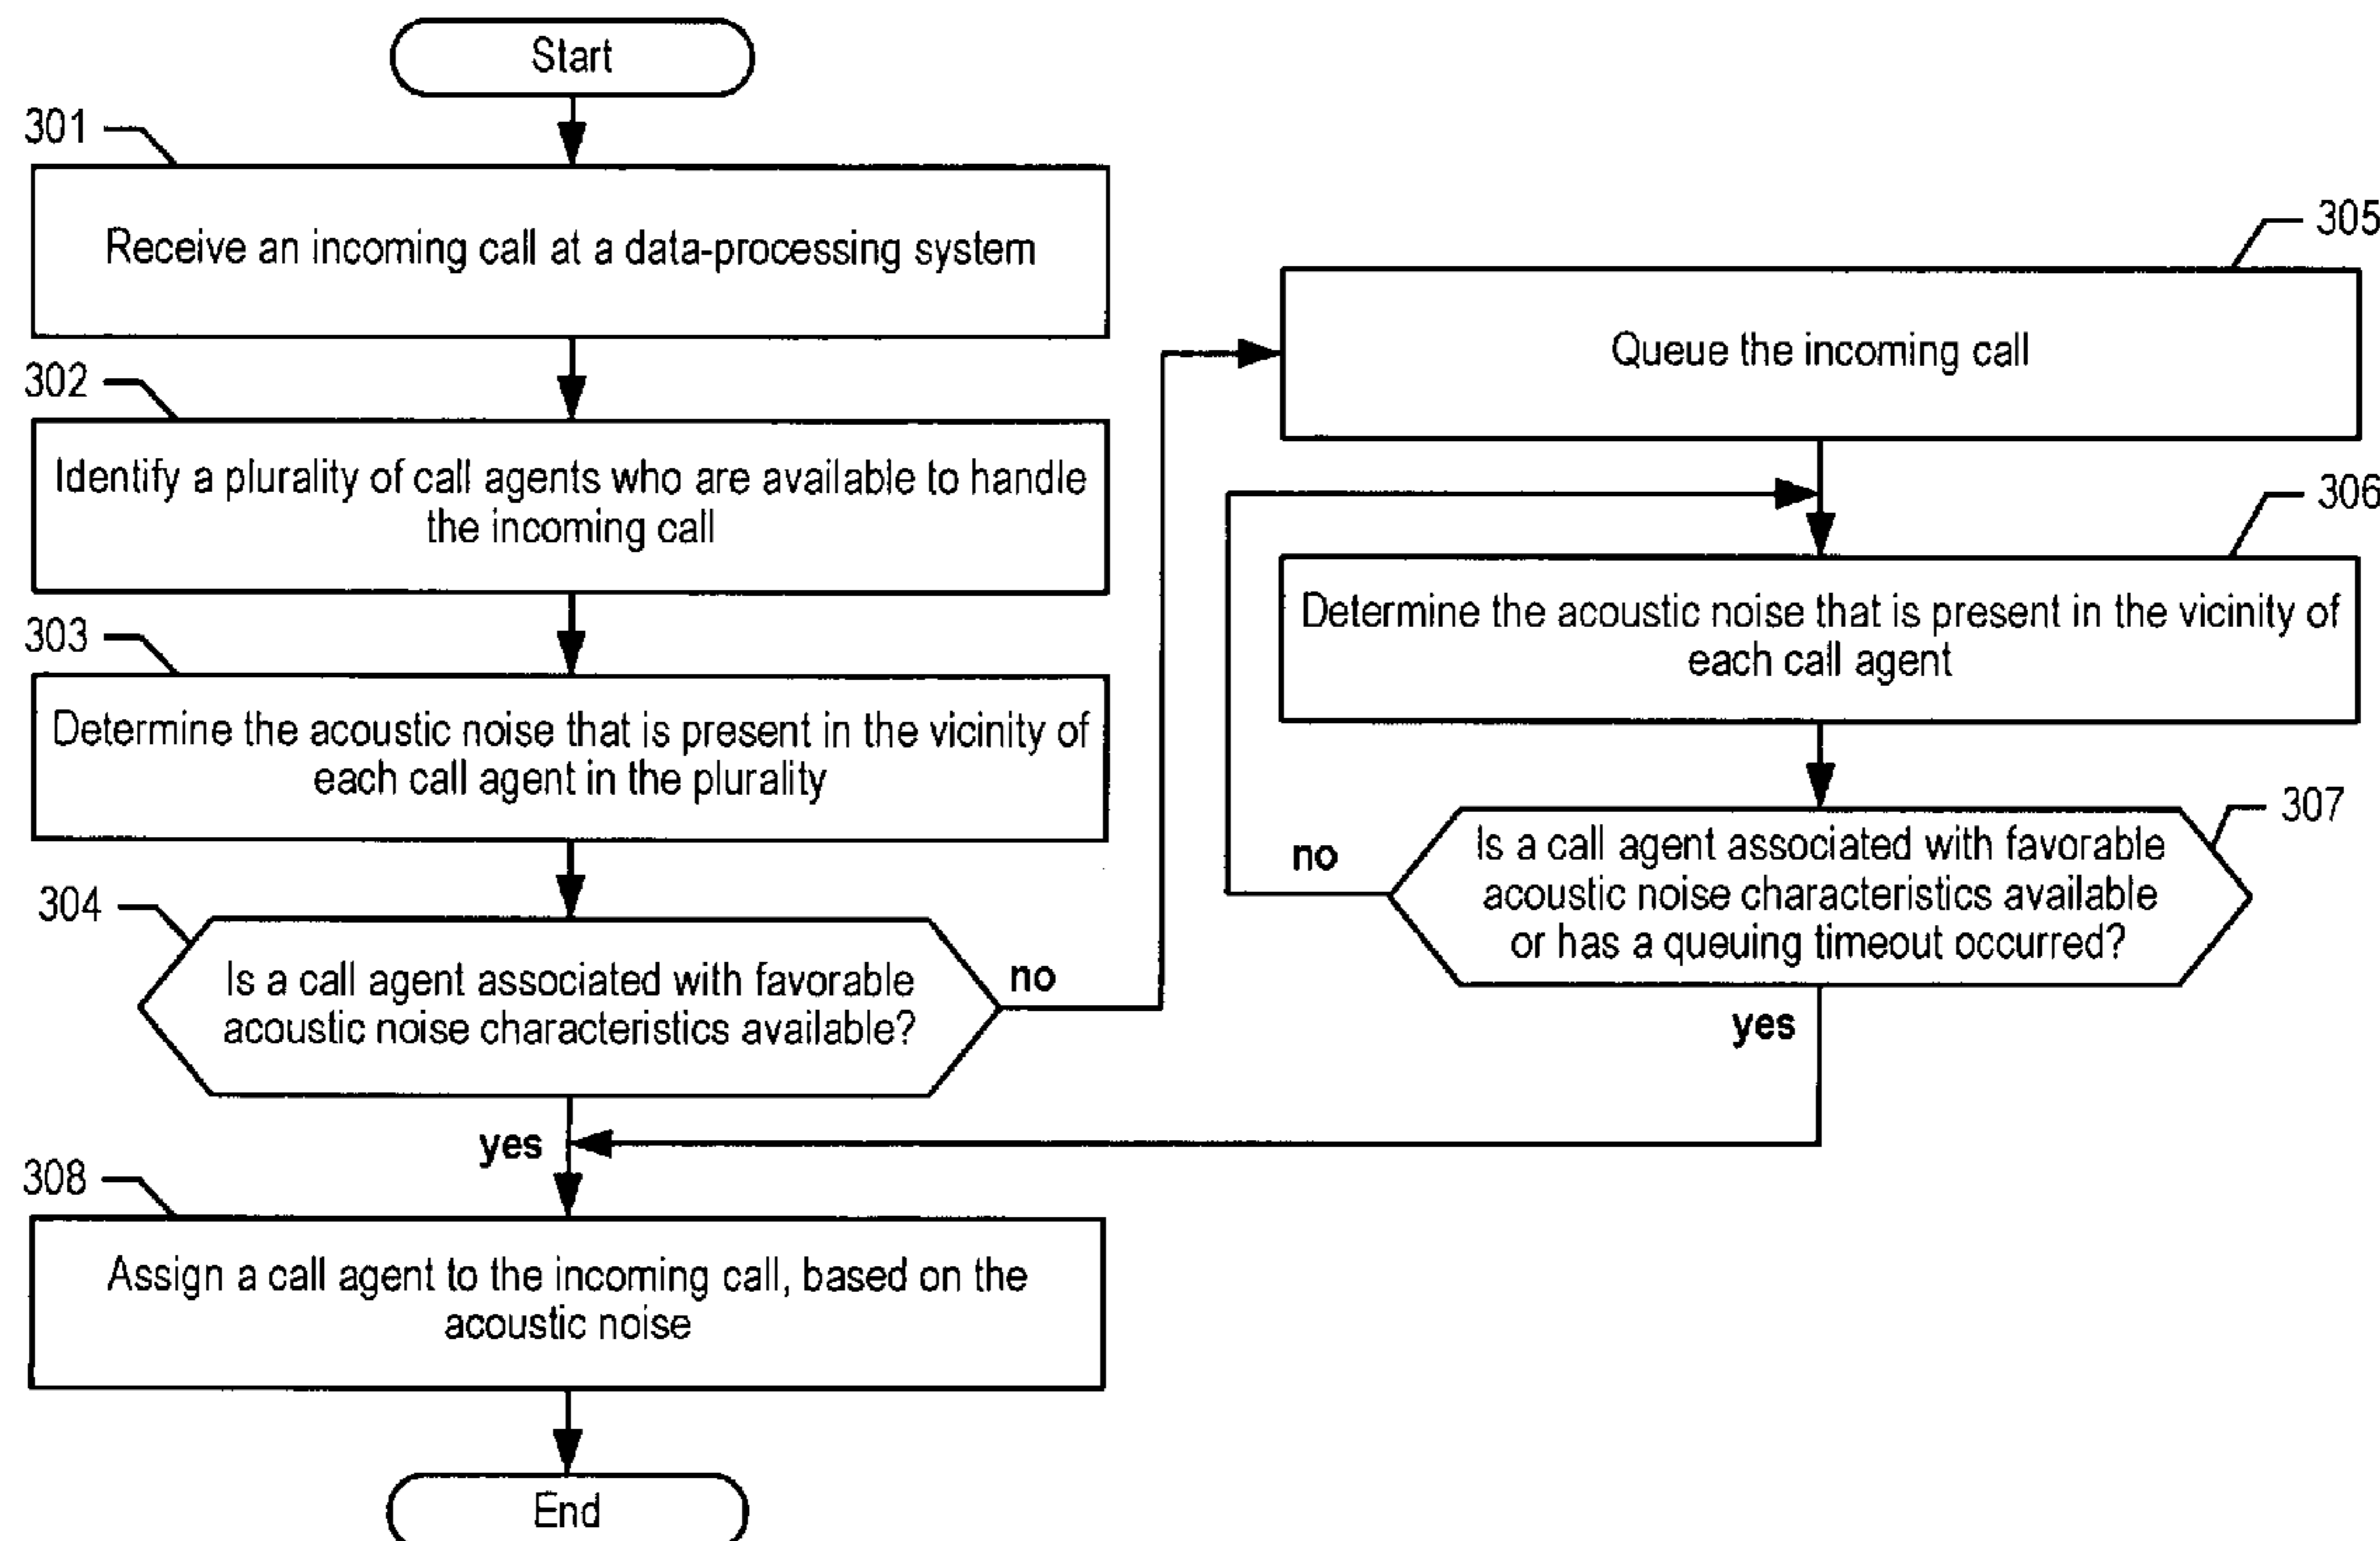 Start
301
Receive an incoming call at a data-processing system
302
Identify a plurality of call agents who are available to handle
the incoming call
303
Determine the acoustic noise that is present in the vicinity of
each call agent in the plurality
304
Is a call agent associated with favorable
acoustic noise characteristics available?
no
yes
305
Queue the incoming call
306
Determine the acoustic noise that is present in the vicinity of
each call agent
307
Is a call agent associated with favorable
acoustic noise characteristics available
or has a queuing timeout occurred?
no
yes
308
Assign a call agent to the incoming call, based on the
acoustic noise
End